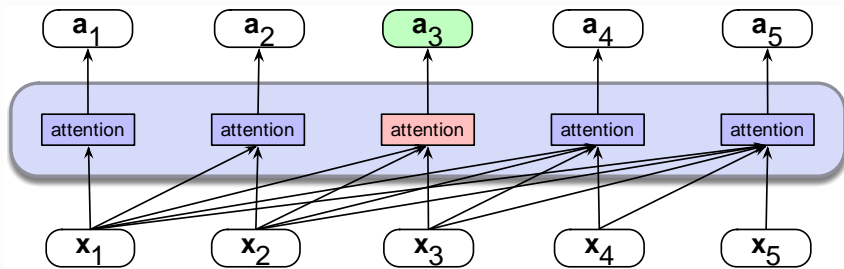 a1 a2 a3 a4 a5
attention attention attention attention attention
x1 x2 x3 x4 x5